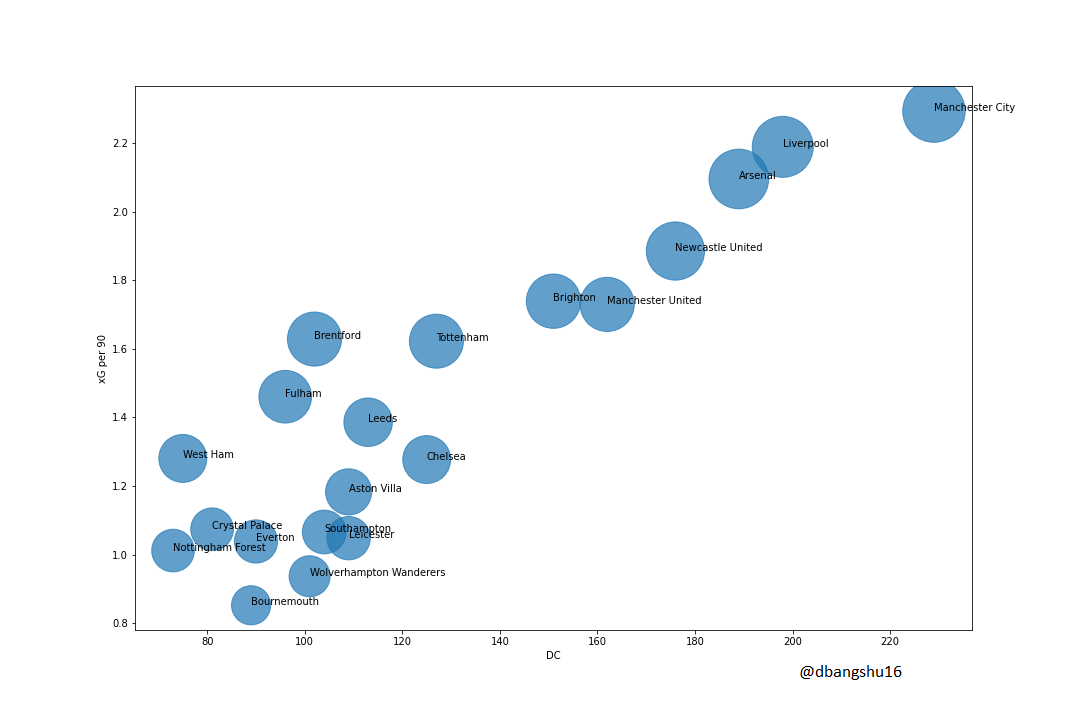 Manchester City
2.2
Liverpool
Arsenal
2.0
Newcastle United
1.8
Brighton
Manchester United
Brentford
Tottenham
1.6
xG per 90
Fulham
1.4
Leeds
West Ham
Chelsea
1.2
Aston Villa
Crystal Palace
Southampton
Everton
Leicester
Nottingham Forest
1.0
Wolverhampton Wanderers
Bournemouth
0.8
80 100 120 140 160 180 200 220
DC
@dbangshu16